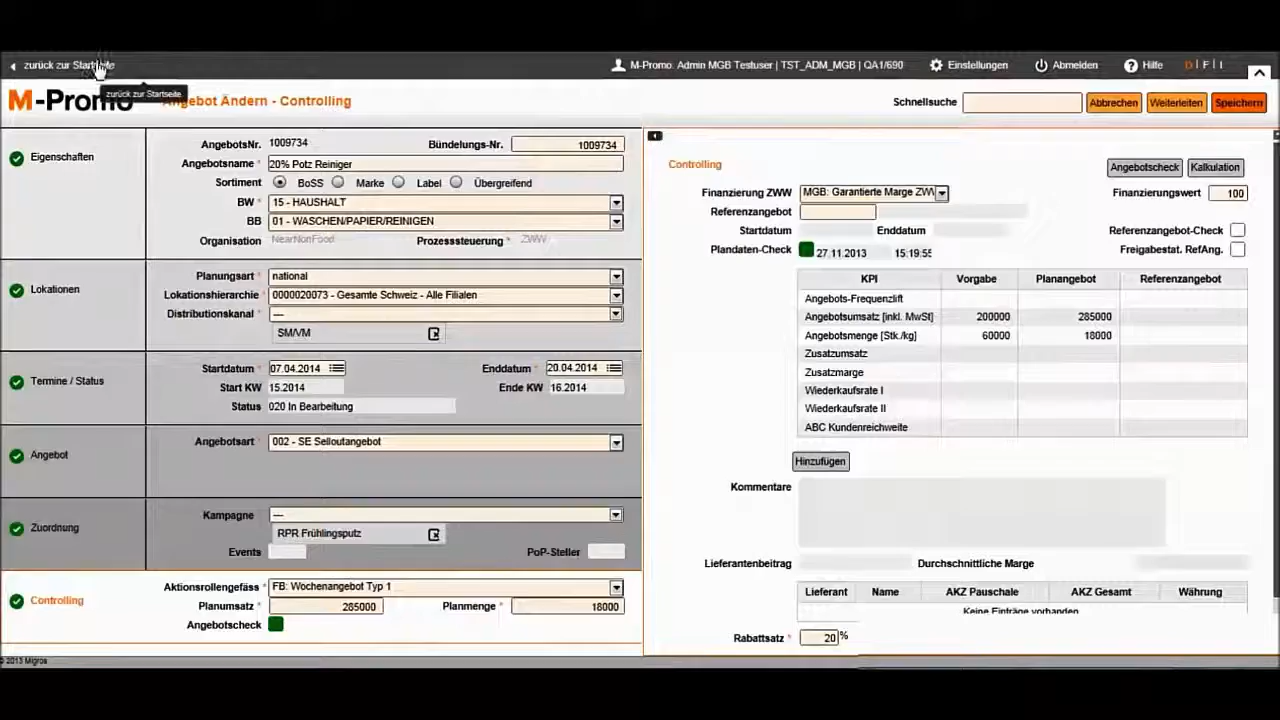 zurück zur Startseite
M-Promo: Admin MGB Testuser | TST_ADM_MGB | QA1/690 Einstellungen Abmelden Hilfe D | F | I
zurück zur Startseite
M-Promo Angebot Ändern - Controlling Schnellsuche Abbrechen Weiterleiten Speichern
Eigenschaften
AngebotsNr. 1009734 Bündelungs-Nr. 1009734
Angebotsname * 20% Potz Reiniger
Sortiment BoSS Marke Label Übergreifend
BW * 15 - HAUSHALT
BB 01 - WASCHEN/PAPIER/REINIGEN
Organisation NearNonFood Prozesssteuerung * ZWW
Lokationen
Planungsart * national
Lokationshierarchie * 0000020073 - Gesamte Schweiz - Alle Filialen
Distributionskanal * ---
SM/VM
Termine / Status
Startdatum * 07.04.2014 Enddatum * 20.04.2014
Start KW 15.2014 Ende KW 16.2014
Status 020 In Bearbeitung
Angebot
Angebotsart * 002 - SE Selloutangebot
Zuordnung
Kampagne ---
RPR Frühlingsputz
Events PoP-Steller
Controlling
Aktionsrollengefäss * FB: Wochenangebot Typ 1
Planumsatz * 285000 Planmenge * 18000
Angebotscheck
© 2013 Migros
Controlling Angebotscheck Kalkulation
Finanzierung ZWW MGB: Garantierte Marge ZWW Finanzierungswert 100
Referenzangebot
Startdatum Enddatum Referenzangebot-Check
Plandaten-Check 27.11.2013 15:19:55 Freigabestat. RefAng.
KPI Vorgabe Planangebot Referenzangebot
Angebots-Frequenzlift
Angebotsumsatz [inkl. MwSt] 200000 285000
Angebotsmenge [Stk./kg] 60000 18000
Zusatzumsatz
Zusatzmarge
Wiederkaufsrate I
Wiederkaufsrate II
ABC Kundenreichweite
Hinzufügen
Kommentare
Lieferantenbeitrag Durchschnittliche Marge
Lieferant Name AKZ Pauschale AKZ Gesamt Währung
Keine Einträge vorhanden
Rabattsatz * 20 %